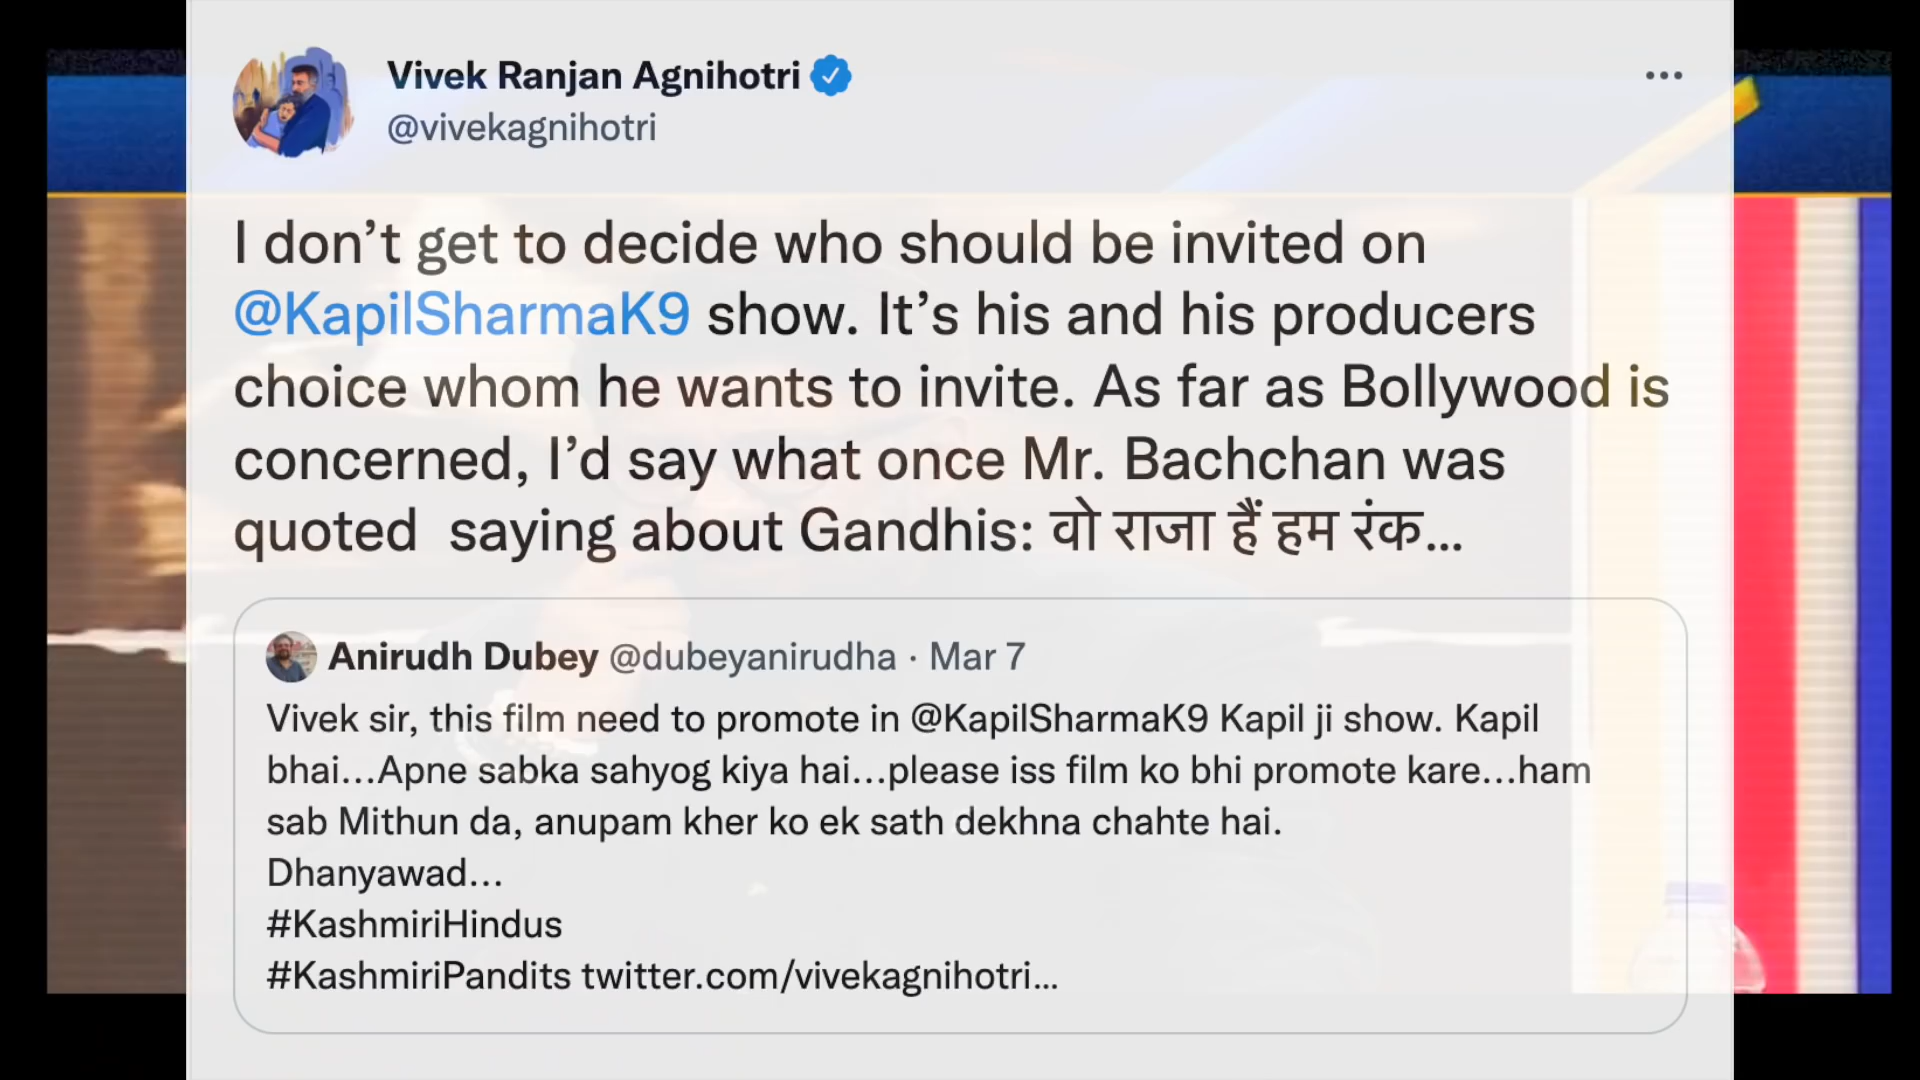 Vivek Ranjan Agnihotri
@vivekagnihotri
I don’t get to decide who should be invited on
@KapilSharmaK9 show. It’s his and his producers
choice whom he wants to invite. As far as Bollywood is
concerned, I’d say what once Mr. Bachchan was
quoted  saying about Gandhis: वो राजा हैं हम रंक...
Anirudh Dubey @dubeyanirudha · Mar 7
Vivek sir, this film need to promote in @KapilSharmaK9 Kapil ji show. Kapil
bhai...Apne sabka sahyog kiya hai...please iss film ko bhi promote kare...ham
sab Mithun da, anupam kher ko ek sath dekhna chahte hai.
Dhanyawad...
#KashmiriHindus
#KashmiriPandits twitter.com/vivekagnihotri...